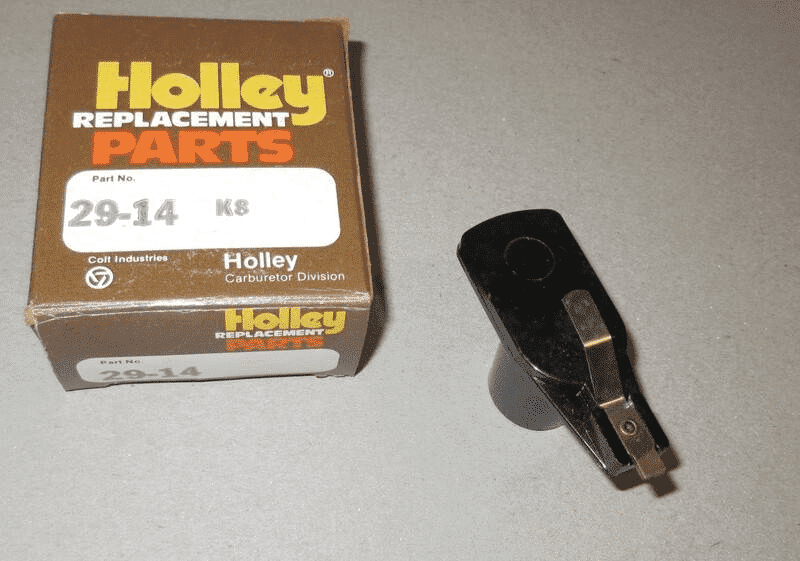 Holley®
REPLACEMENT
PARTS
Part No.
29-14 K8
Colt Industries
Holley
Carburetor Division
Holley
REPLACEMENT
PARTS
Part No.
29-14